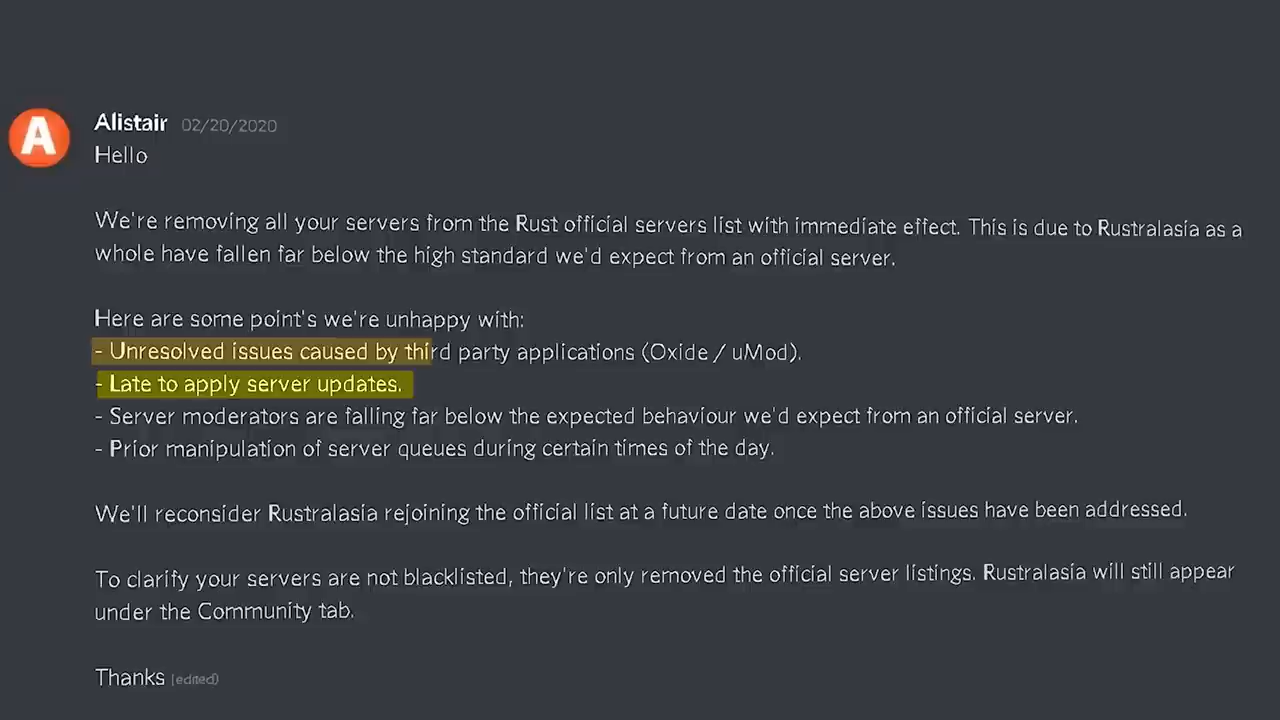 A
Alistair 02/20/2020
Hello
We're removing all your servers from the Rust official servers list with immediate effect. This is due to Rustralasia as a
whole have fallen far below the high standard we'd expect from an official server.
Here are some point's we're unhappy with:
- Unresolved issues caused by third party applications (Oxide / uMod).
- Late to apply server updates.
- Server moderators are falling far below the expected behaviour we'd expect from an official server.
- Prior manipulation of server queues during certain times of the day.
We'll reconsider Rustralasia rejoining the official list at a future date once the above issues have been addressed.
To clarify your servers are not blacklisted, they're only removed the official server listings. Rustralasia will still appear
under the Community tab.
Thanks (edited)